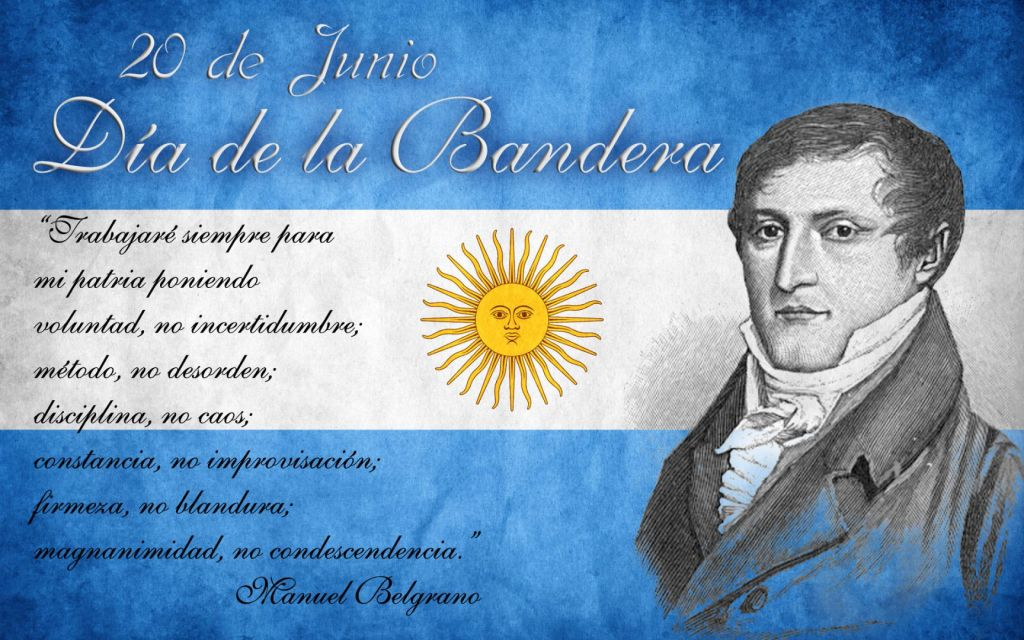 20 de Junio
Día de la Bandera
“Trabajaré siempre para
mi patria poniendo
voluntad, no incertidumbre;
método, no desorden;
disciplina, no caos;
constancia, no improvisación;
firmeza, no blandura;
magnanimidad, no condescendencia.”
Manuel Belgrano